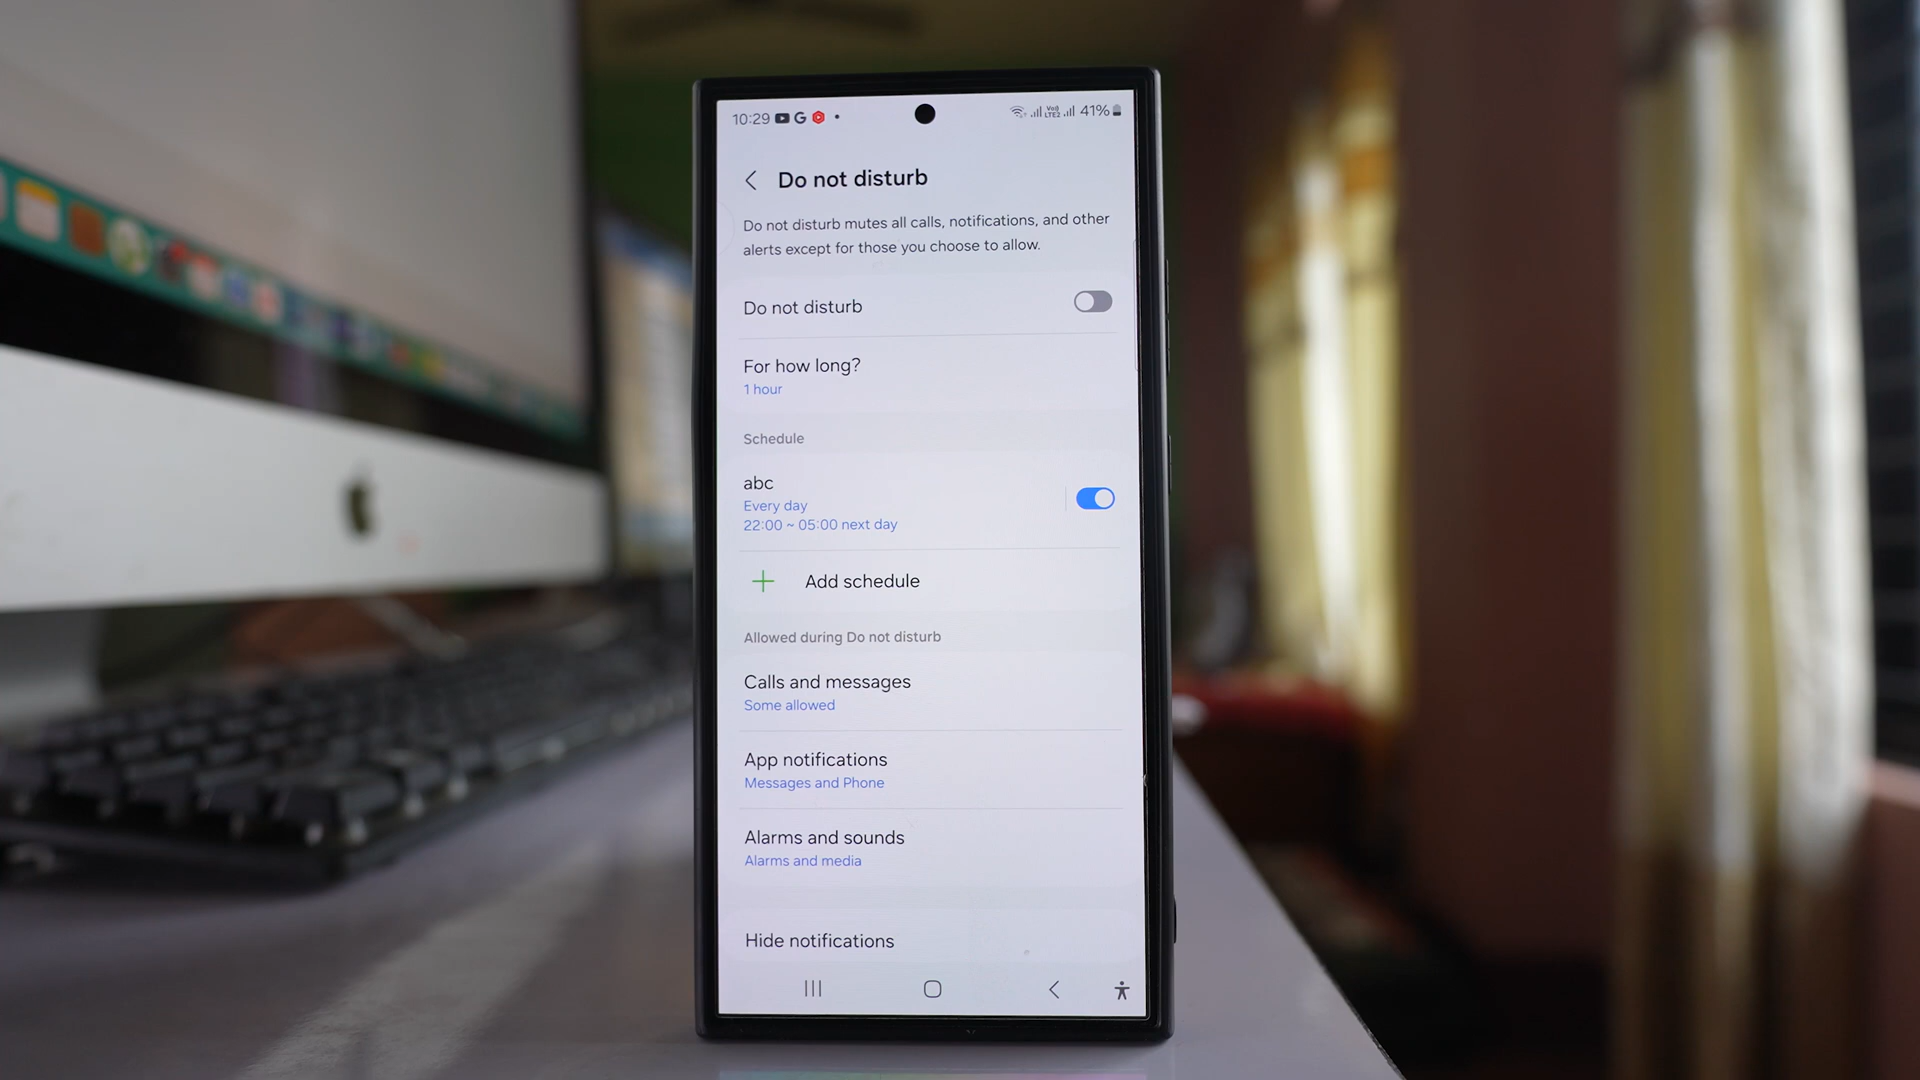 10:29
VoJ
LTE2
41%
Do not disturb
Do not disturb mutes all calls, notifications, and other
alerts except for those you choose to allow.
Do not disturb
For how long?
1 hour
Schedule
abc
Every day
22:00 ~ 05:00 next day
Add schedule
Allowed during Do not disturb
Calls and messages
Some allowed
App notifications
Messages and Phone
Alarms and sounds
Alarms and media
Hide notifications